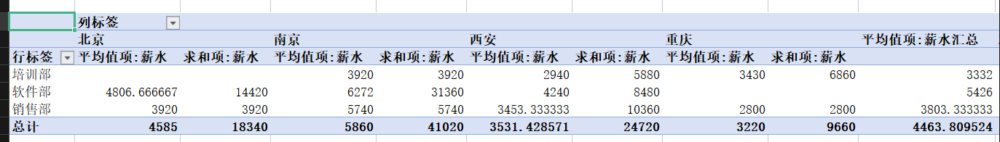 列标签
北京 南京 西安 重庆 平均值项:薪水汇总
行标签 平均值项:薪水 求和项:薪水 平均值项:薪水 求和项:薪水 平均值项:薪水 求和项:薪水 平均值项:薪水 求和项:薪水
培训部 3920 3920 2940 5880 3430 6860 3332
软件部 4806.666667 14420 6272 31360 4240 8480 5426
销售部 3920 3920 5740 5740 3453.333333 10360 2800 2800 3803.333333
总计 4585 18340 5860 41020 3531.428571 24720 3220 9660 4463.809524